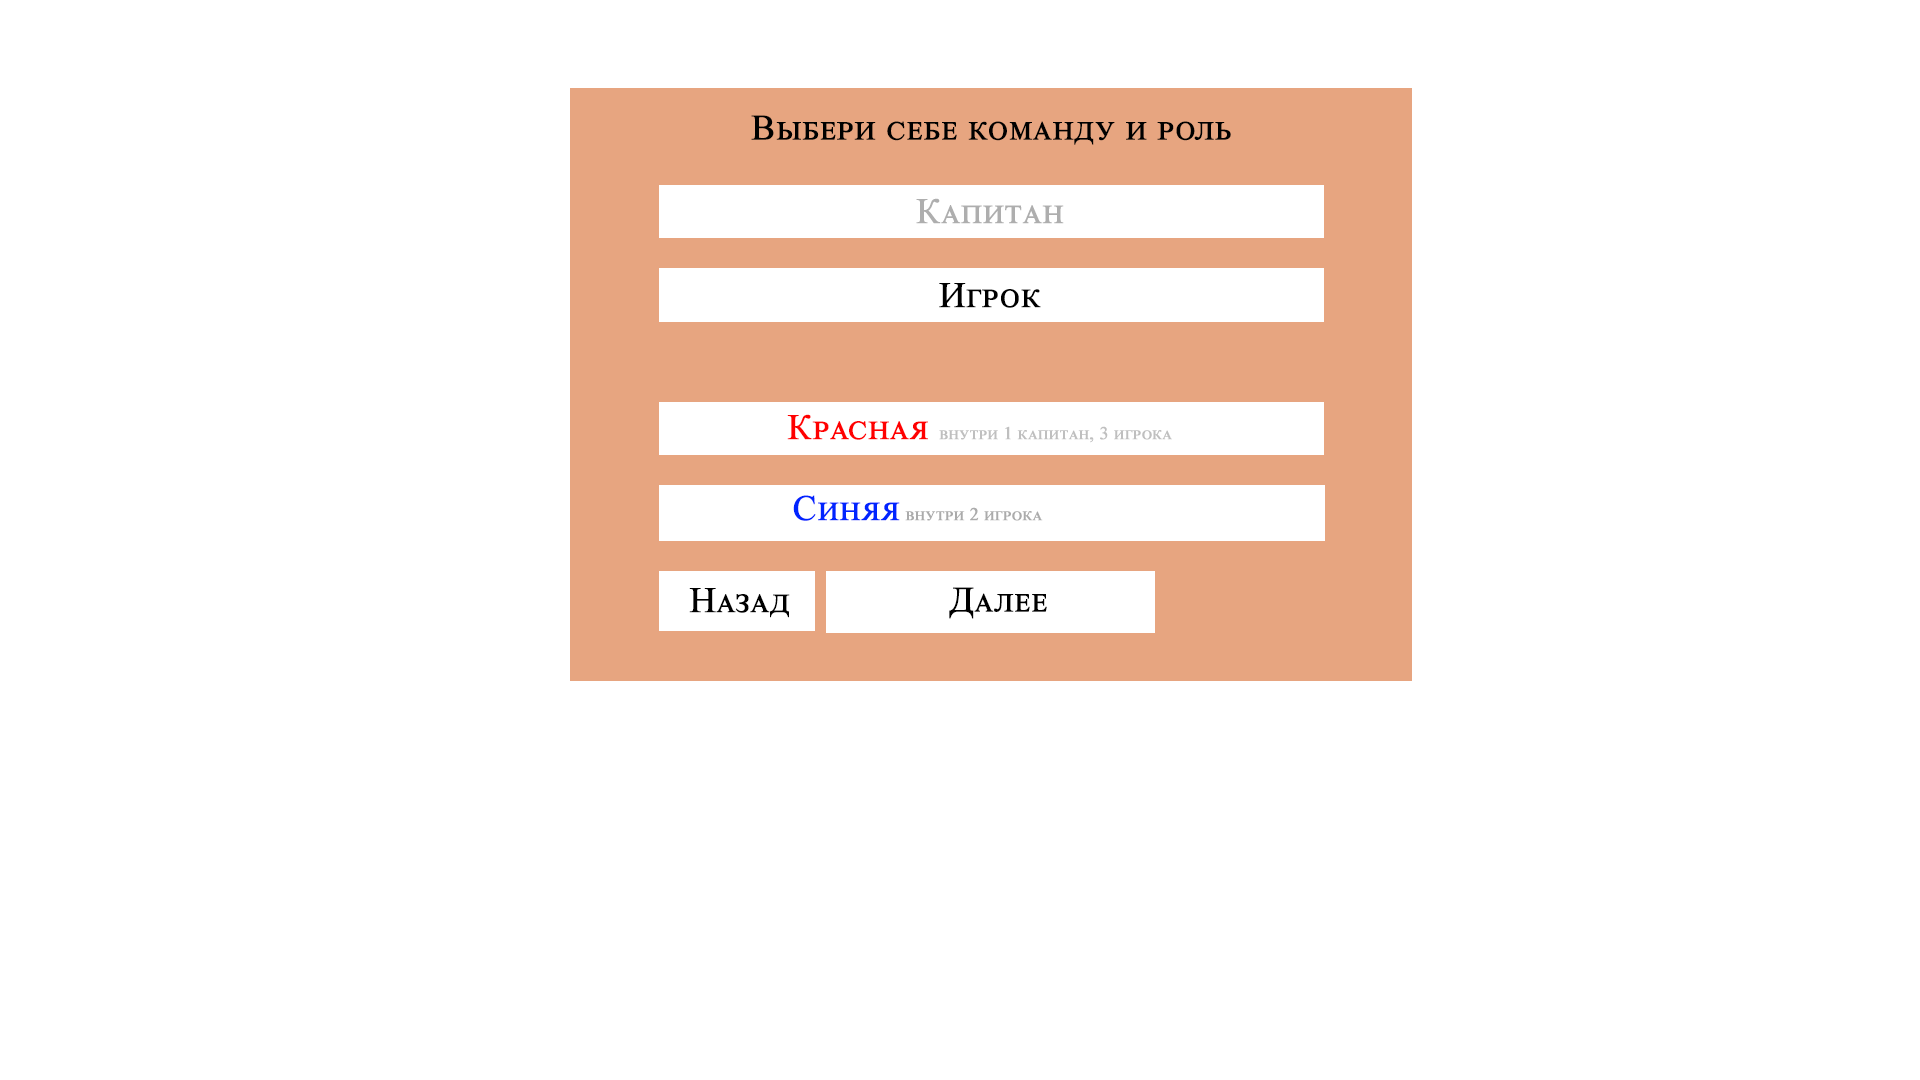 Выбери себе команду и роль
Капитан
Игрок
Красная внутри 1 капитан, 3 игрока
Синяя внутри 2 игрока
Назад Далее